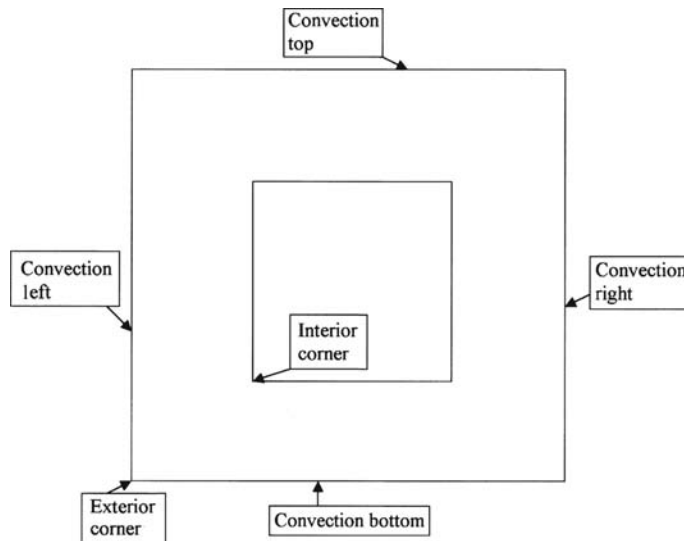 Convection
top
Convection
left
Convection
right
Interior
corner
Exterior
corner
Convection bottom